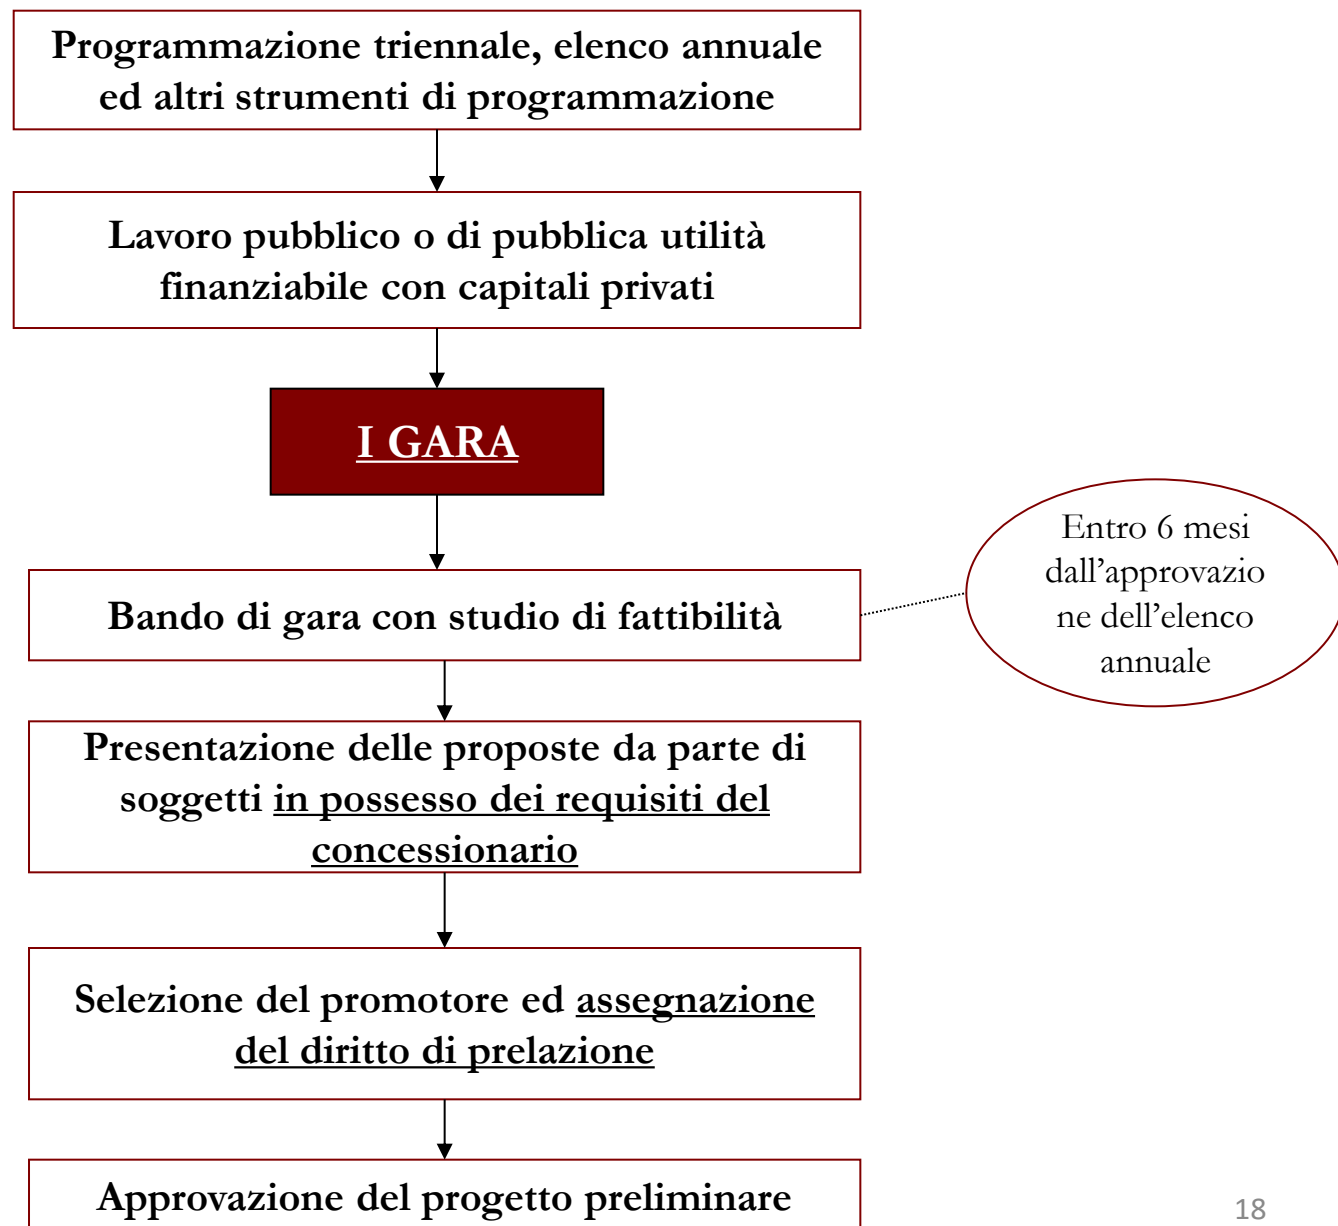 Programmazione triennale, elenco annuale
ed altri strumenti di programmazione
Lavoro pubblico o di pubblica utilità
finanziabile con capitali privati
I GARA
Bando di gara con studio di fattibilità
Entro 6 mesi
dall’approvazio
ne dell’elenco
annuale
Presentazione delle proposte da parte di
soggetti in possesso dei requisiti del
concessionario
Selezione del promotore ed assegnazione
del diritto di prelazione
Approvazione del progetto preliminare
18